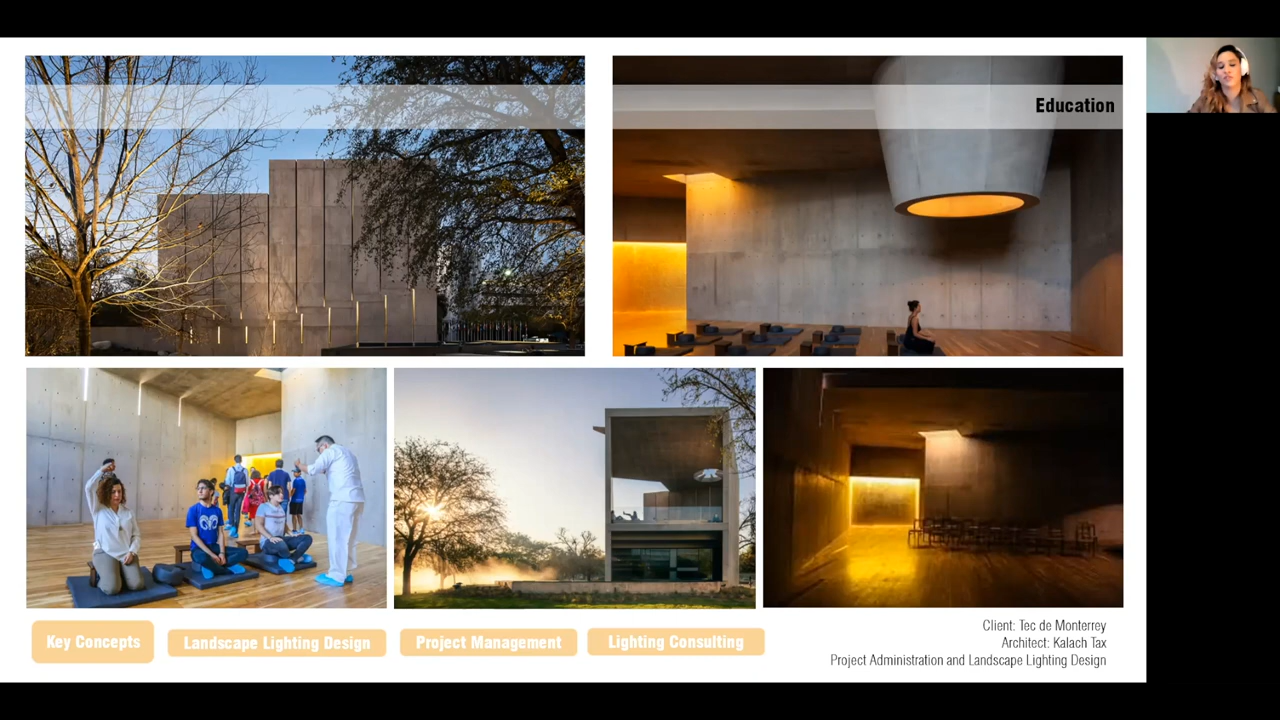 Education
Key Concepts
Landscape Lighting Design
Project Management
Lighting Consulting
Client: Tec de Monterrey
Architect: Kalach Tax
Project Administration and Landscape Lighting Design